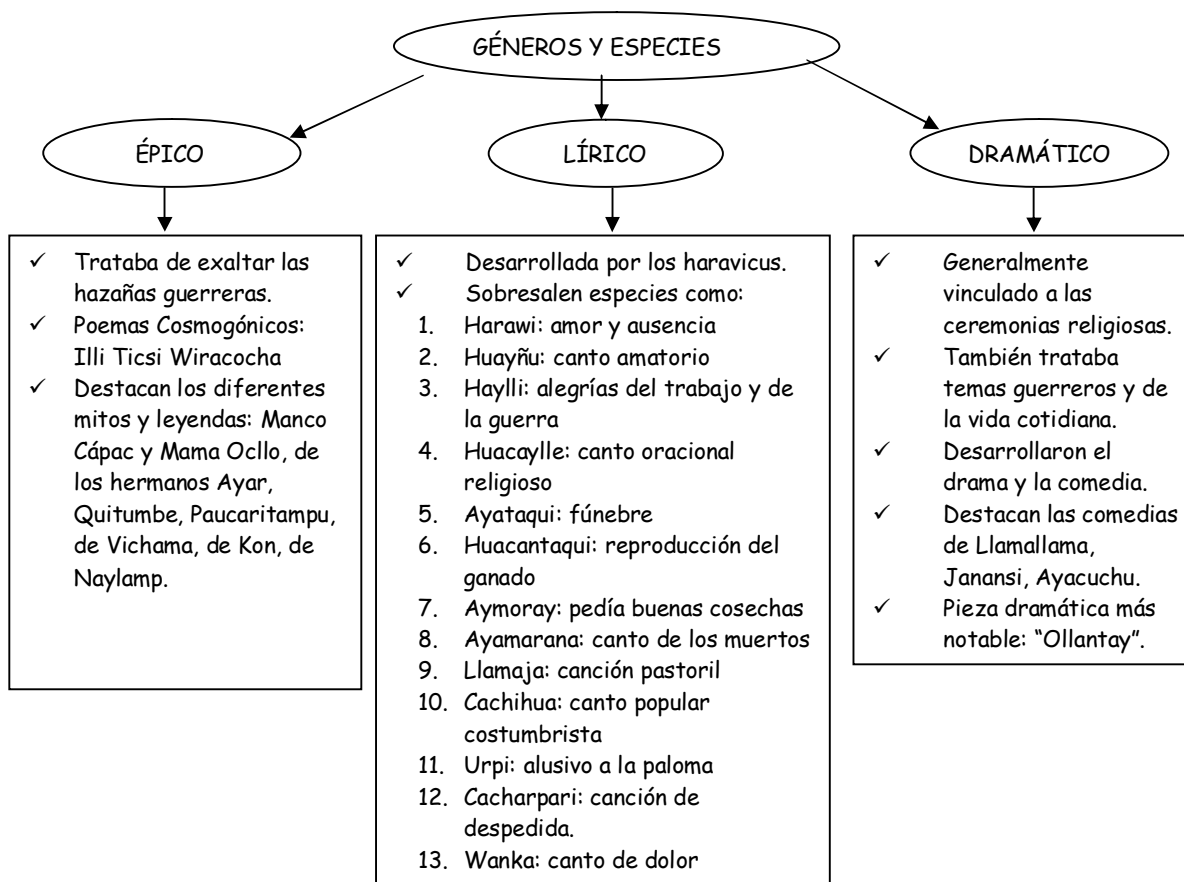 GÉNEROS Y ESPECIES
ÉPICO
LÍRICO
DRAMÁTICO
✓ Trataba de exaltar las
hazañas guerreras.
✓ Poemas Cosmogónicos:
Illi Ticsi Wiracocha
✓ Destacan los diferentes
mitos y leyendas: Manco
Cápac y Mama Ocllo, de
los hermanos Ayar,
Quitumbe, Paucaritampu,
de Vichama, de Kon, de
Naylamp.
✓ Desarrollada por los haravicus.
✓ Sobresalen especies como:
1. Harawi: amor y ausencia
2. Huayñu: canto amatorio
3. Haylli: alegrías del trabajo y de
la guerra
4. Huacaylle: canto oracional
religioso
5. Ayataqui: fúnebre
6. Huacantaqui: reproducción del
ganado
7. Aymoray: pedía buenas cosechas
8. Ayamarana: canto de los muertos
9. Llamaja: canción pastoril
10. Cachihua: canto popular
costumbrista
11. Urpi: alusivo a la paloma
12. Cacharpari: canción de
despedida.
13. Wanka: canto de dolor
✓ Generalmente
vinculado a las
ceremonias religiosas.
✓ También trataba
temas guerreros y de
la vida cotidiana.
✓ Desarrollaron el
drama y la comedia.
✓ Destacan las comedias
de Llamallama,
Janansi, Ayacuchu.
✓ Pieza dramática más
notable: “Ollantay”.